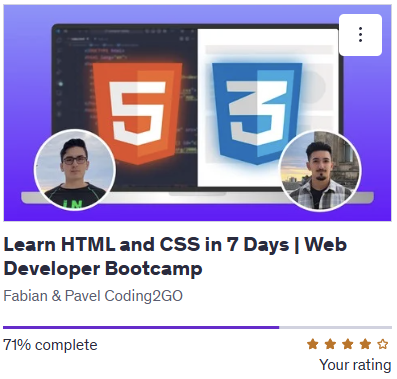 5
3
Learn HTML and CSS in 7 Days | Web
Developer Bootcamp
Fabian & Pavel Coding2GO
71% complete
Your rating